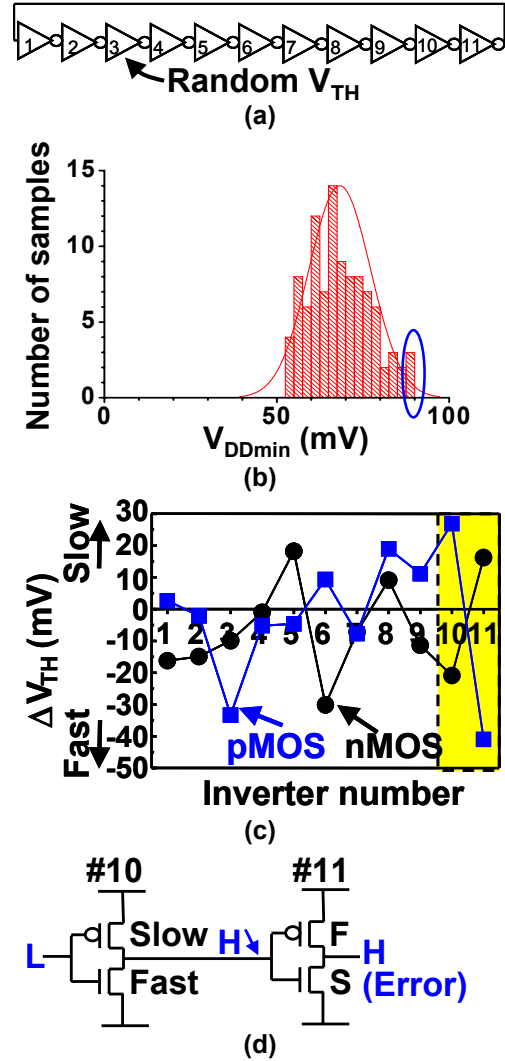 1 2 3 4 5 6 7 8 9 10 11
Random VTH
(a)
Number of samples
15
10
5
0
0 50 100
VDDmin (mV)
(b)
ΔVTH (mV)
Slow
Fast
30
20
10
0
-10
-20
-30
-40
-50
1 2 3 4 5 6 7 8 9 10 11
pMOS nMOS
Inverter number
(c)
#10 #11
Slow F
L H H
Fast S (Error)
(d)